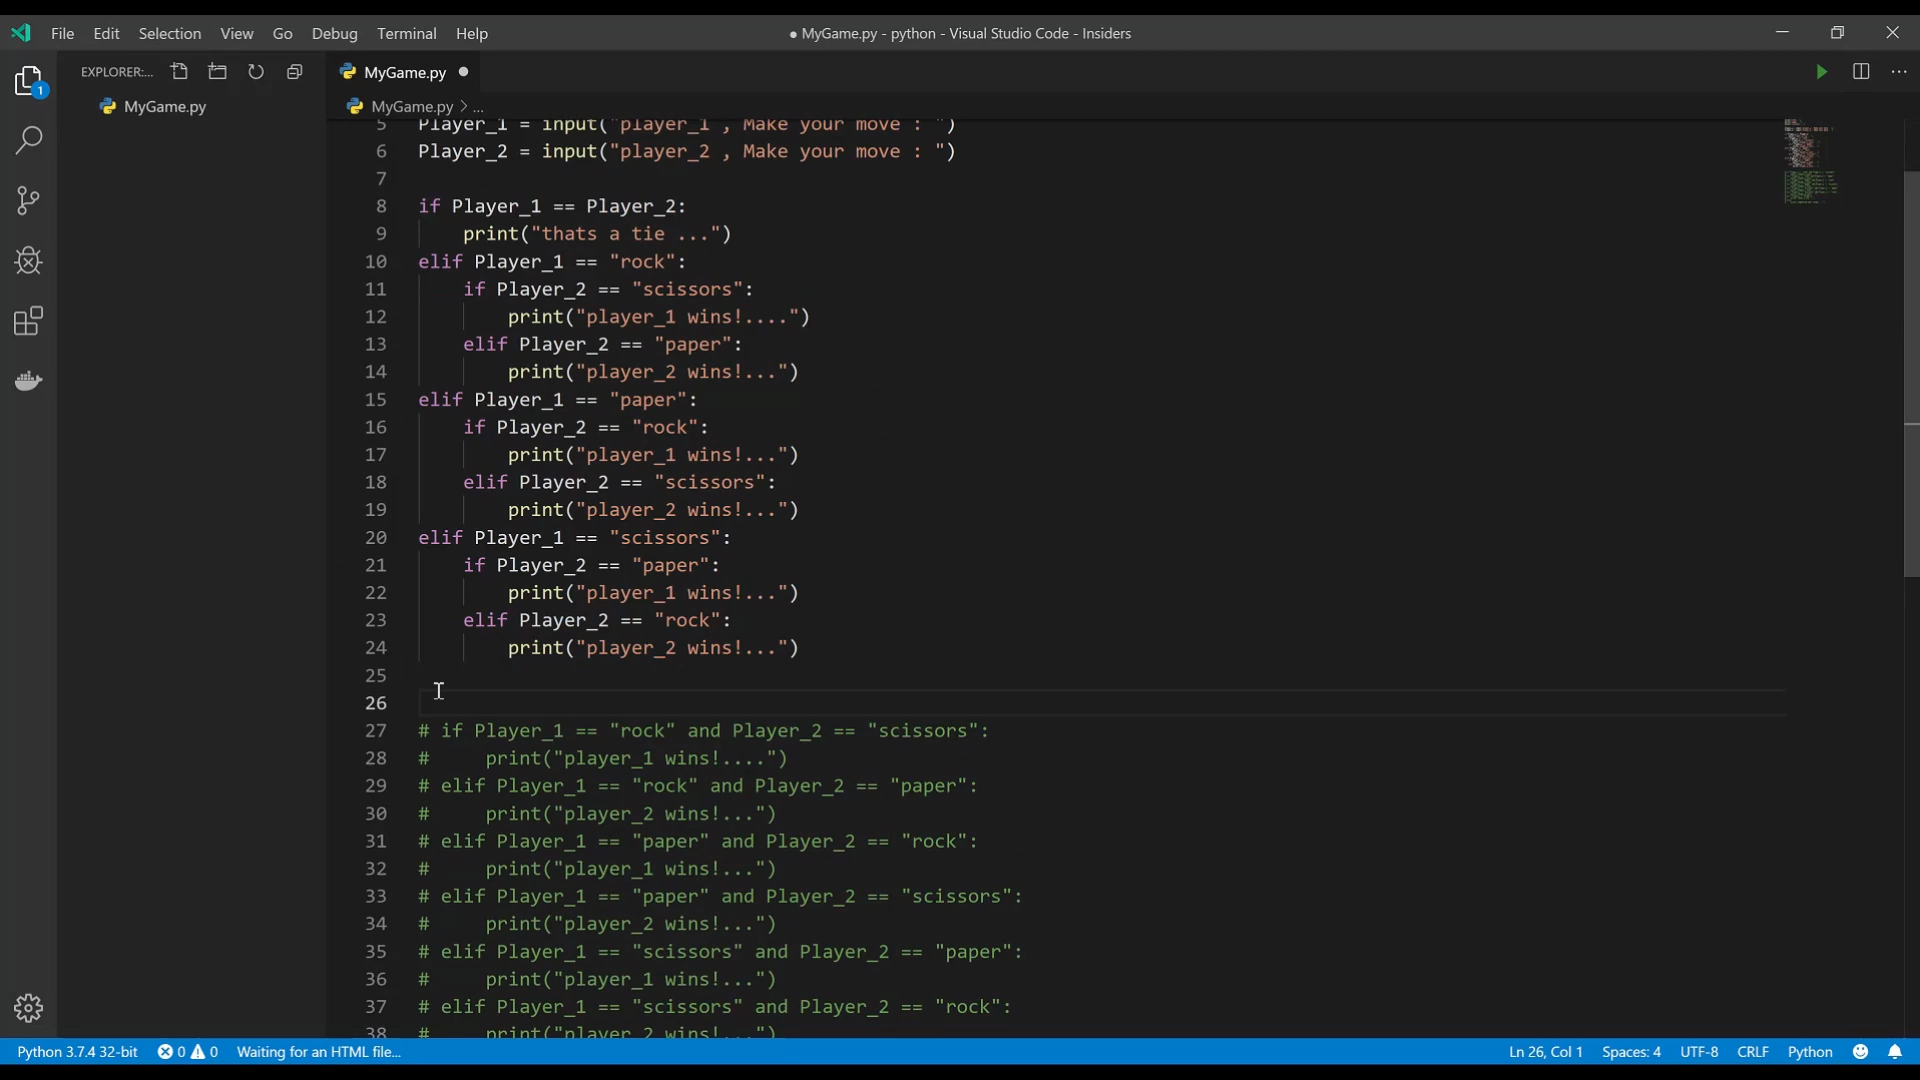 File Edit Selection View Go Debug Terminal Help
● MyGame.py - python - Visual Studio Code - Insiders
EXPLORER:...
MyGame.py ●
1
MyGame.py
MyGame.py > ...
5 Player_1 = input("player_1 , Make your move : ")
6 Player_2 = input("player_2 , Make your move : ")
7
8 if Player_1 == Player_2:
9     print("thats a tie ...")
10 elif Player_1 == "rock":
11     if Player_2 == "scissors":
12         print("player_1 wins!....")
13     elif Player_2 == "paper":
14         print("player_2 wins!...")
15 elif Player_1 == "paper":
16     if Player_2 == "rock":
17         print("player_1 wins!...")
18     elif Player_2 == "scissors":
19         print("player_2 wins!...")
20 elif Player_1 == "scissors":
21     if Player_2 == "paper":
22         print("player_1 wins!...")
23     elif Player_2 == "rock":
24         print("player_2 wins!...")
25
26
27 # if Player_1 == "rock" and Player_2 == "scissors":
28 #     print("player_1 wins!....")
29 # elif Player_1 == "rock" and Player_2 == "paper":
30 #     print("player_2 wins!...")
31 # elif Player_1 == "paper" and Player_2 == "rock":
32 #     print("player_1 wins!...")
33 # elif Player_1 == "paper" and Player_2 == "scissors":
34 #     print("player_2 wins!...")
35 # elif Player_1 == "scissors" and Player_2 == "paper":
36 #     print("player_1 wins!...")
37 # elif Player_1 == "scissors" and Player_2 == "rock":
38 #     print("player_2 wins!...")
Python 3.7.4 32-bit 0 0 Waiting for an HTML file... Ln 26, Col 1 Spaces: 4 UTF-8 CRLF Python